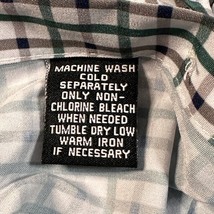 MACHINE WASH
COLD
SEPARATELY
ONLY NON-
CHLORINE BLEACH
WHEN NEEDED
TUMBLE DRY LOW
WARM IRON
IF NECESSARY